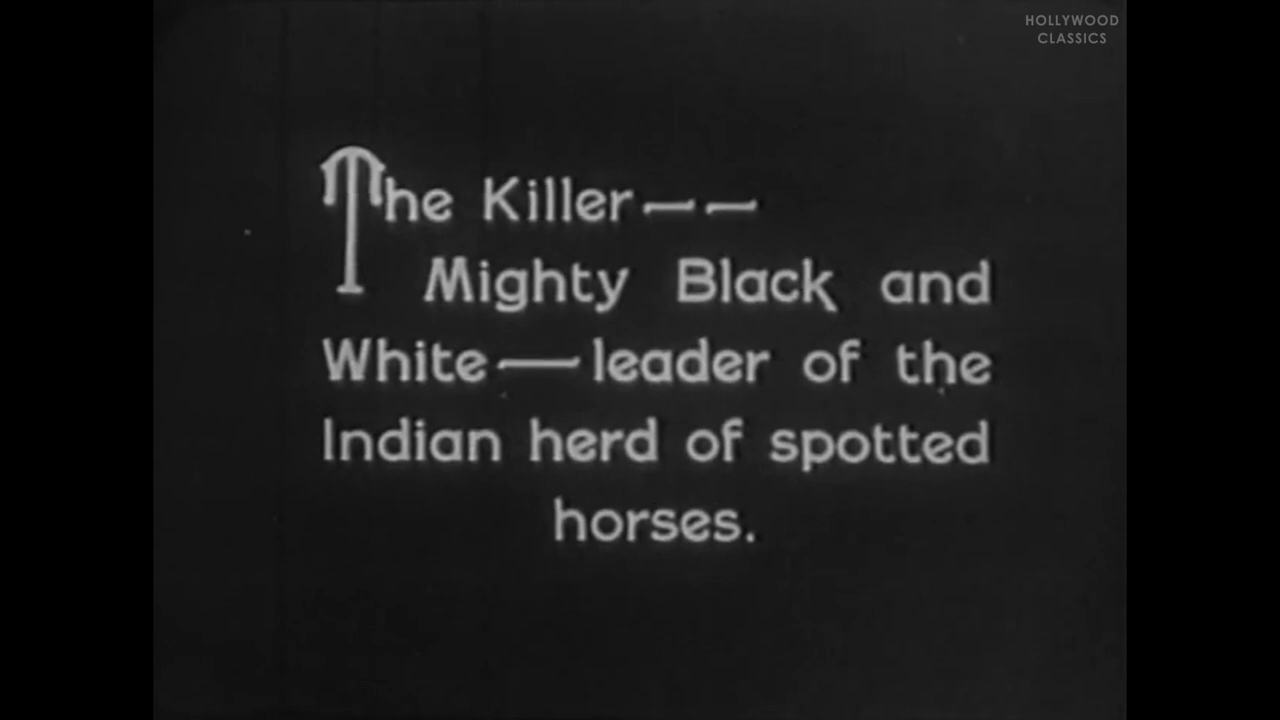 HOLLYWOOD
CLASSICS
The Killer——
Mighty Black and
White—leader of the
Indian herd of spotted
horses.